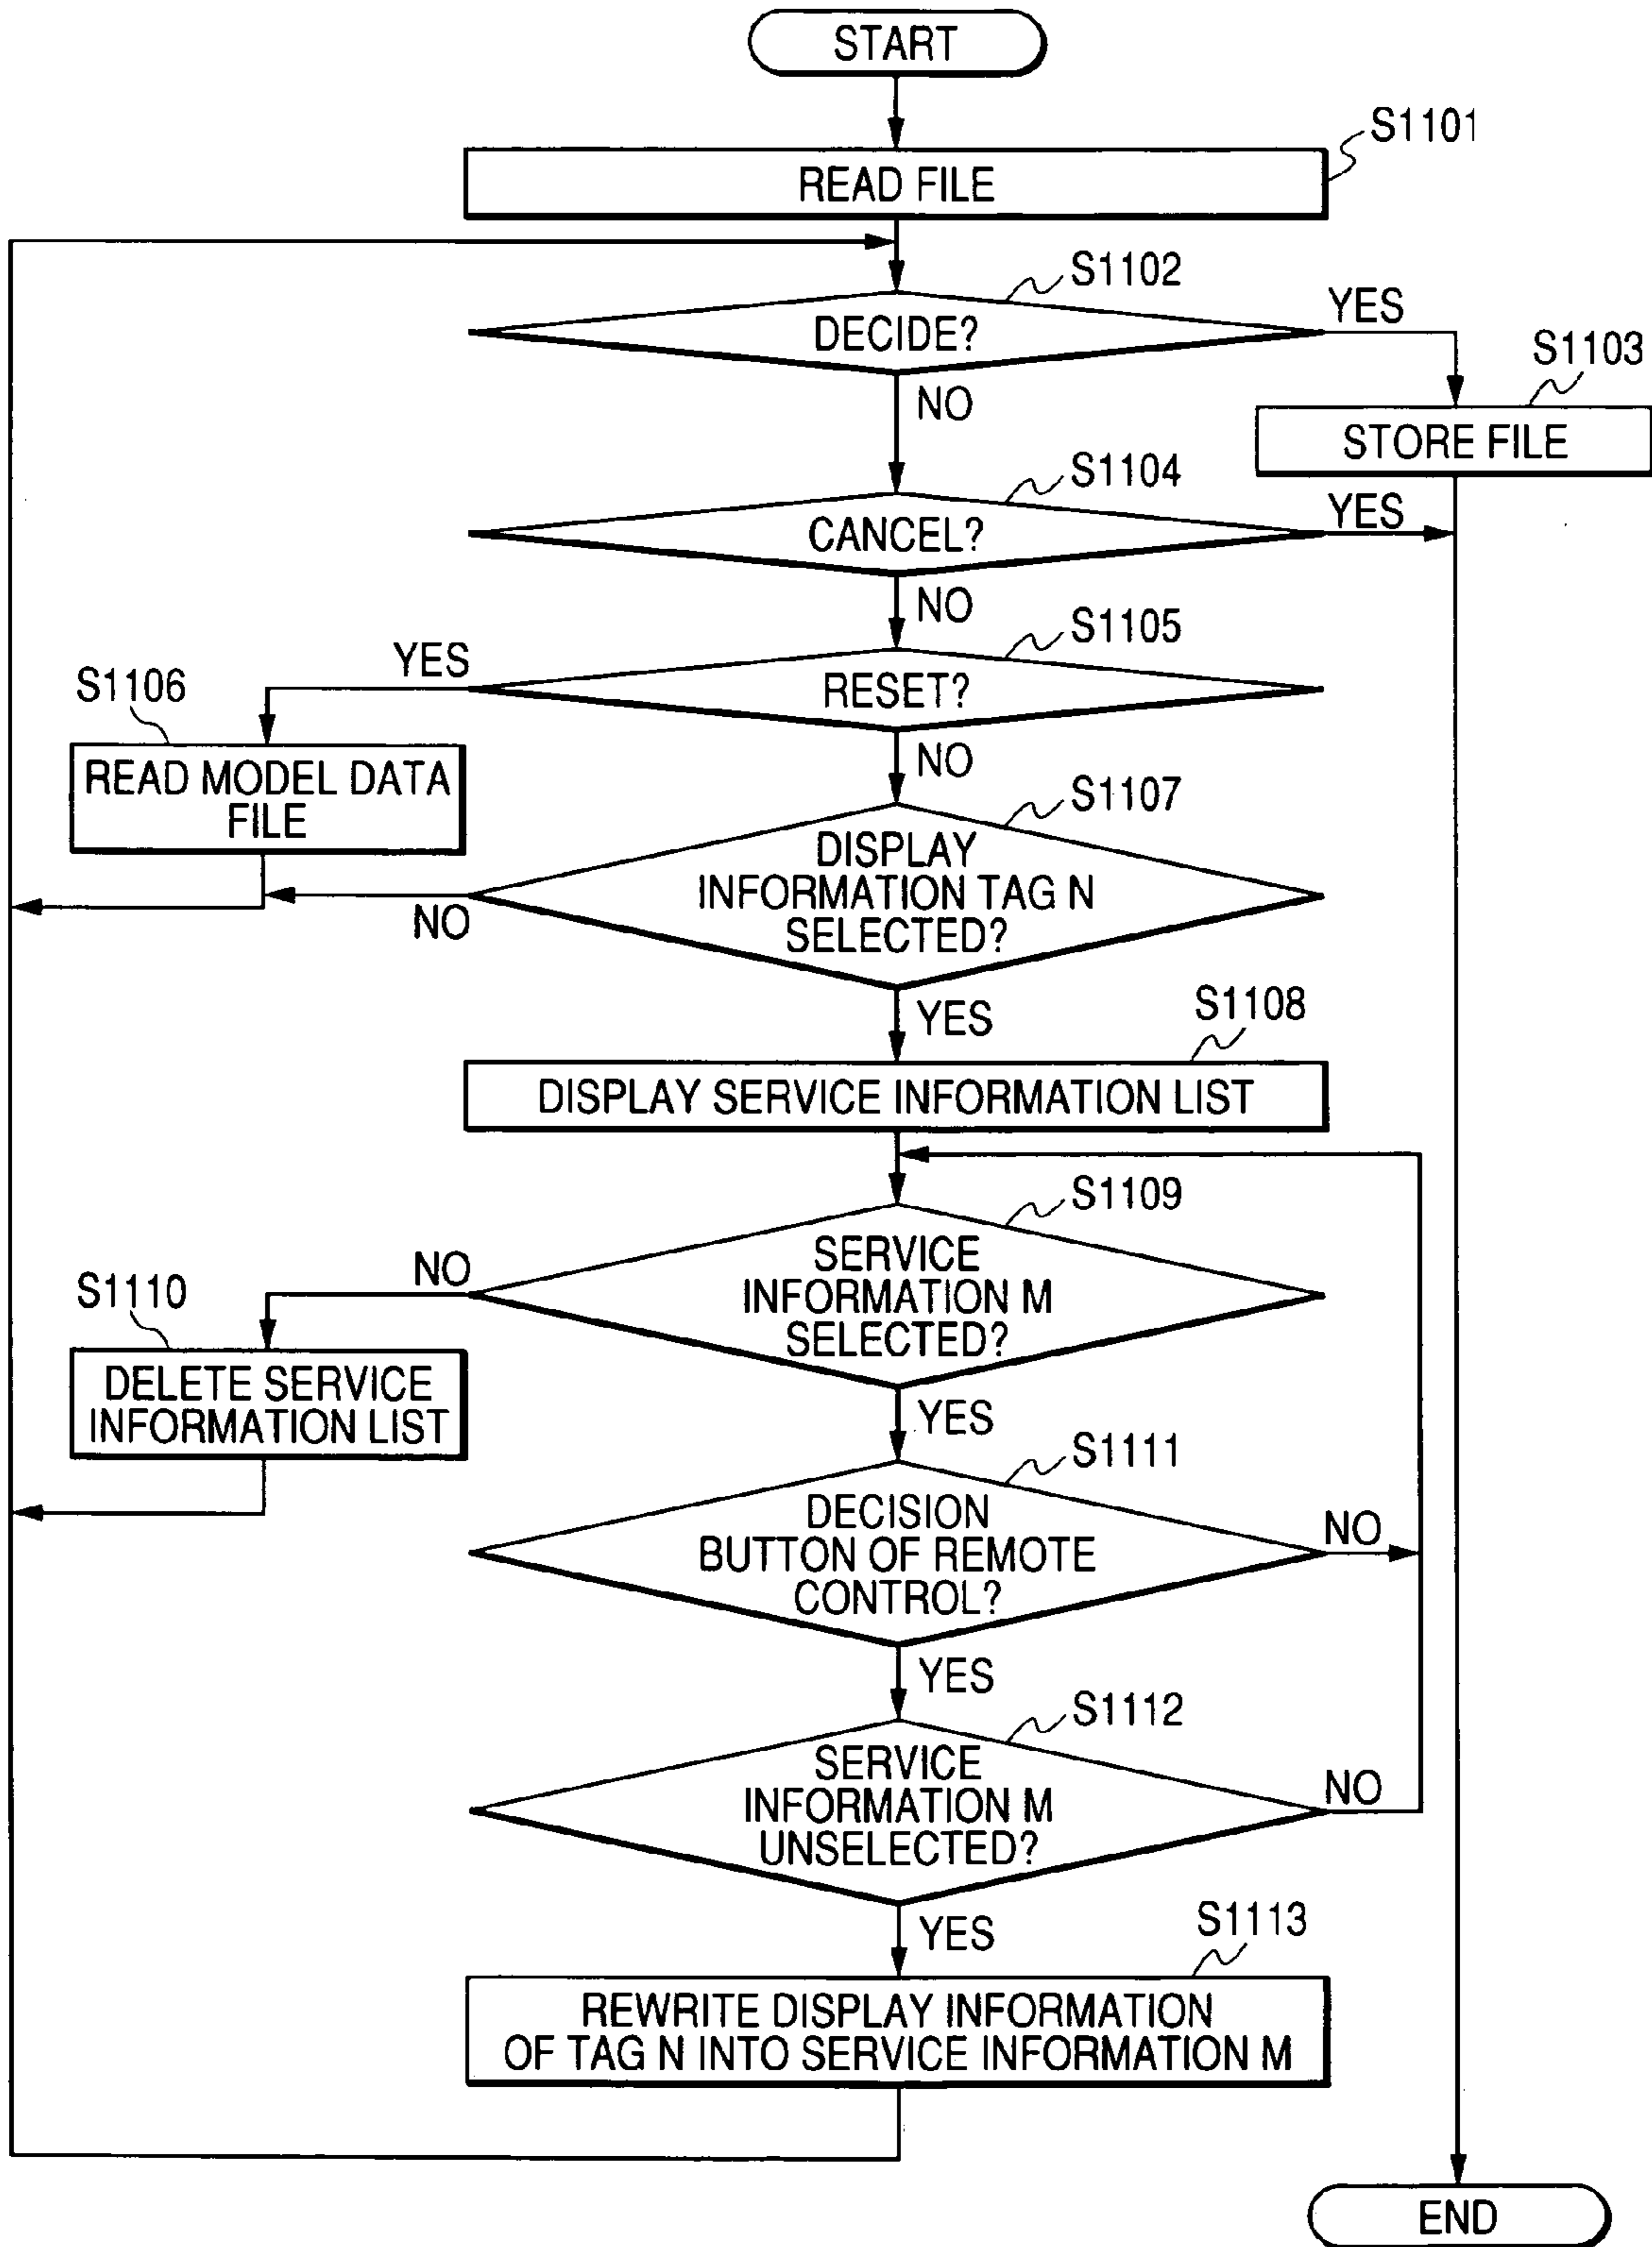 START
S1101
READ FILE
S1102
DECIDE?
YES
S1103
NO
STORE FILE
S1104
CANCEL?
YES
NO
S1105
YES
RESET?
S1106
NO
READ MODEL DATA
FILE
S1107
DISPLAY
INFORMATION TAG N
SELECTED?
NO
YES
S1108
DISPLAY SERVICE INFORMATION LIST
S1109
NO
SERVICE
INFORMATION M
SELECTED?
S1110
DELETE SERVICE
INFORMATION LIST
YES
S1111
DECISION
BUTTON OF REMOTE
CONTROL?
NO
YES
S1112
SERVICE
INFORMATION M
UNSELECTED?
NO
YES
S1113
REWRITE DISPLAY INFORMATION
OF TAG N INTO SERVICE INFORMATION M
END